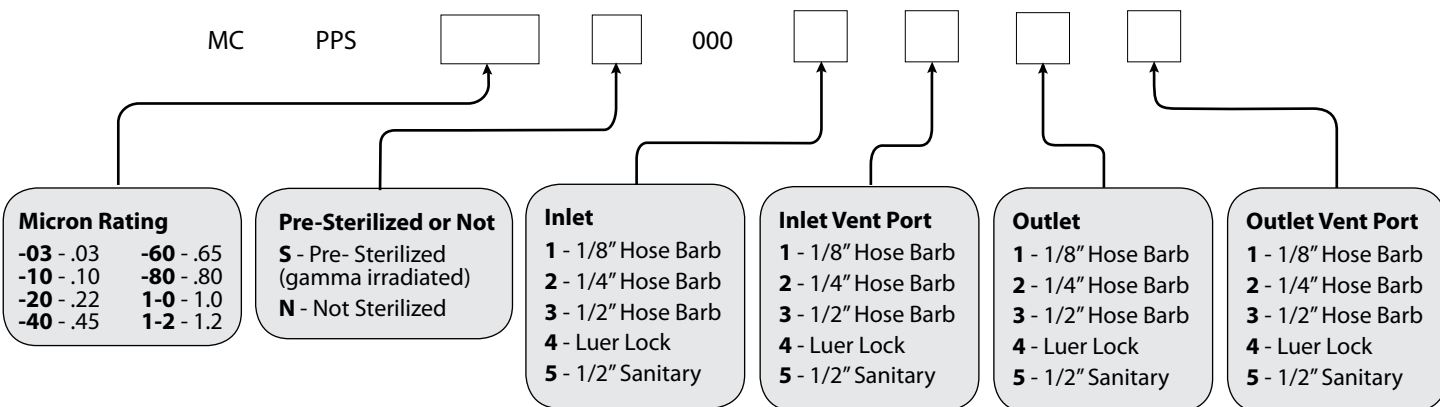 MC PPS 000
Micron Rating
-03 - .03 -60 - .65
-10 - .10 -80 - .80
-20 - .22 1-0 - 1.0
-40 - .45 1-2 - 1.2
Pre-Sterilized or Not
S - Pre- Sterilized
(gamma irradiated)
N - Not Sterilized
Inlet
1 - 1/8” Hose Barb
2 - 1/4” Hose Barb
3 - 1/2” Hose Barb
4 - Luer Lock
5 - 1/2” Sanitary
Inlet Vent Port
1 - 1/8” Hose Barb
2 - 1/4” Hose Barb
3 - 1/2” Hose Barb
4 - Luer Lock
5 - 1/2” Sanitary
Outlet
1 - 1/8” Hose Barb
2 - 1/4” Hose Barb
3 - 1/2” Hose Barb
4 - Luer Lock
5 - 1/2” Sanitary
Outlet Vent Port
1 - 1/8” Hose Barb
2 - 1/4” Hose Barb
3 - 1/2” Hose Barb
4 - Luer Lock
5 - 1/2” Sanitary